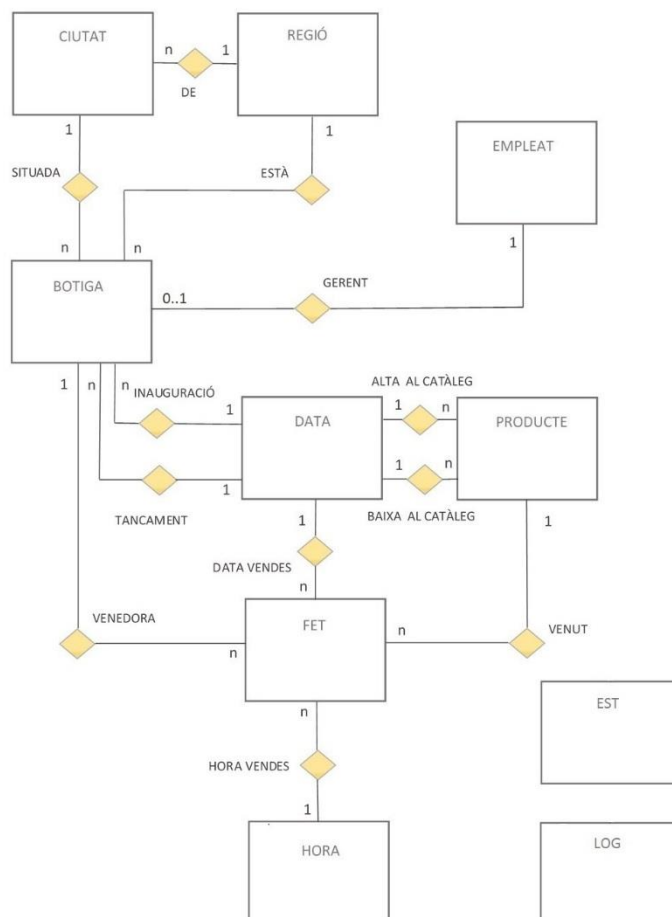 CIUTAT
n
1
REGIÓ
DE
1
1
EMPLEAT
SITUADA
ESTÀ
n
n
1
BOTIGA
0..1
GERENT
1
n
n
INAUGURACIÓ
1
DATA
ALTA AL CATÀLEG
1
n
PRODUCTE
1
1
n
TANCAMENT
BAIXA AL CATÀLEG
1
1
DATA VENDES
n
VENEDORA
n
FET
n
VENUT
n
EST
HORA VENDES
1
HORA
LOG